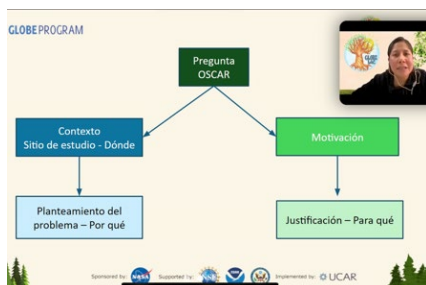 GLOBE PROGRAM
Pregunta
OSCAR
Contexto
Sitio de estudio - Dónde
Motivación
Planteamiento del
problema – Por qué
Justificación – Para qué
Sponsored by: NASA Supported by: Implemented by: UCAR